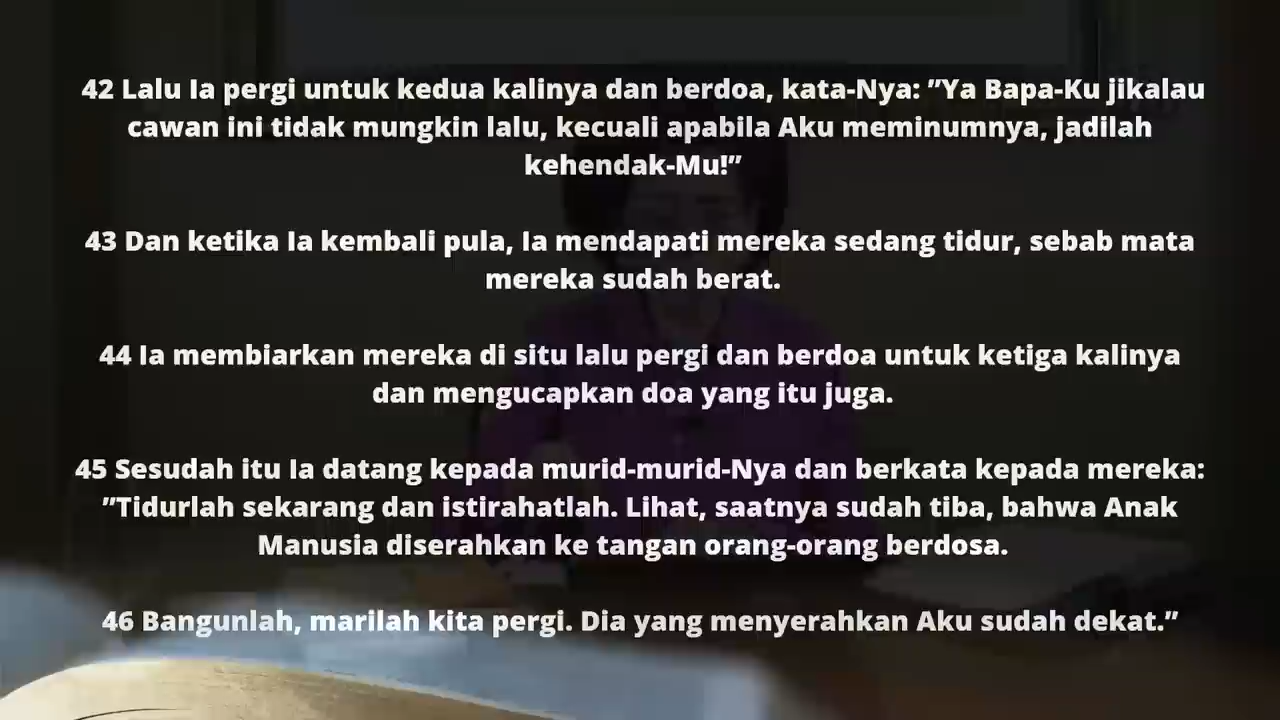 42 Lalu Ia pergi untuk kedua kalinya dan berdoa, kata-Nya: ”Ya Bapa-Ku jikalau
cawan ini tidak mungkin lalu, kecuali apabila Aku meminumnya, jadilah
kehendak-Mu!”
43 Dan ketika Ia kembali pula, Ia mendapati mereka sedang tidur, sebab mata
mereka sudah berat.
44 Ia membiarkan mereka di situ lalu pergi dan berdoa untuk ketiga kalinya
dan mengucapkan doa yang itu juga.
45 Sesudah itu Ia datang kepada murid-murid-Nya dan berkata kepada mereka:
”Tidurlah sekarang dan istirahatlah. Lihat, saatnya sudah tiba, bahwa Anak
Manusia diserahkan ke tangan orang-orang berdosa.
46 Bangunlah, marilah kita pergi. Dia yang menyerahkan Aku sudah dekat.”